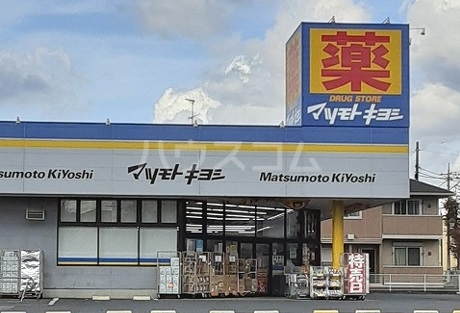 薬
DRUG STORE
マツモトキヨシ
ハウスコム
atsumoto KiYoshi
マツモトキヨシ
Matsumoto KiYoshi
特売日